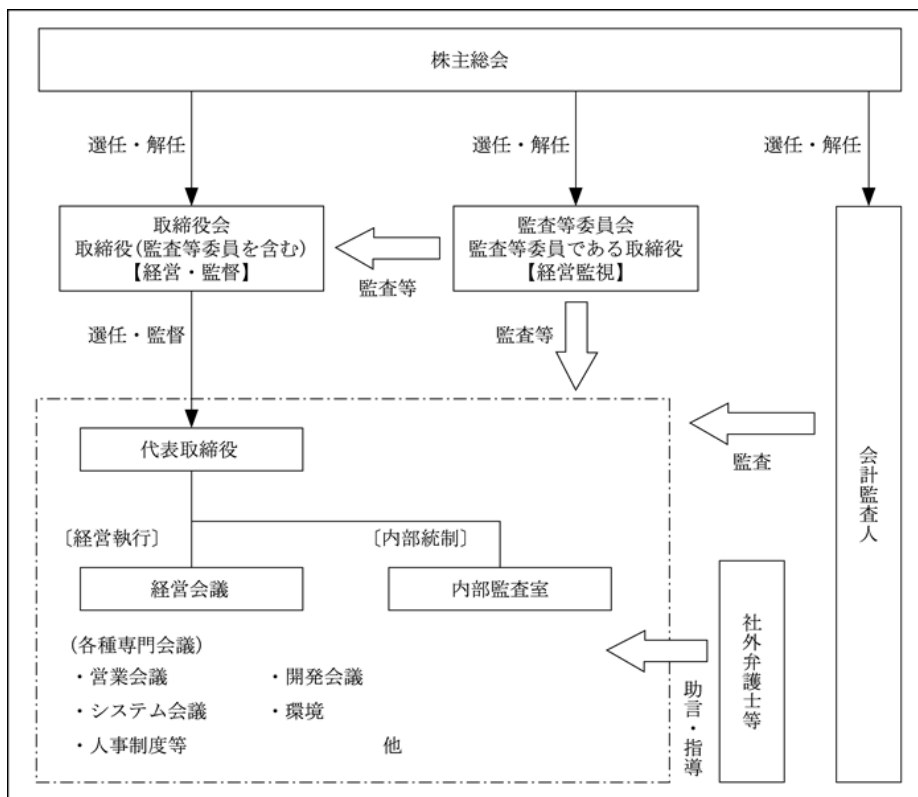 株主総会
選任・解任
選任・解任
選任・解任
取締役会
取締役(監査等委員を含む)
【経営・監督】
監査等委員会
監査等委員である取締役
【経営監視】
監査等
選任・監督
監査等
代表取締役
監査
会計監査人
〔経営執行〕
〔内部統制〕
経営会議
内部監査室
社外弁護士等
(各種専門会議)
・営業会議
・開発会議
・システム会議
・環境
・人事制度等
他
助言・指導